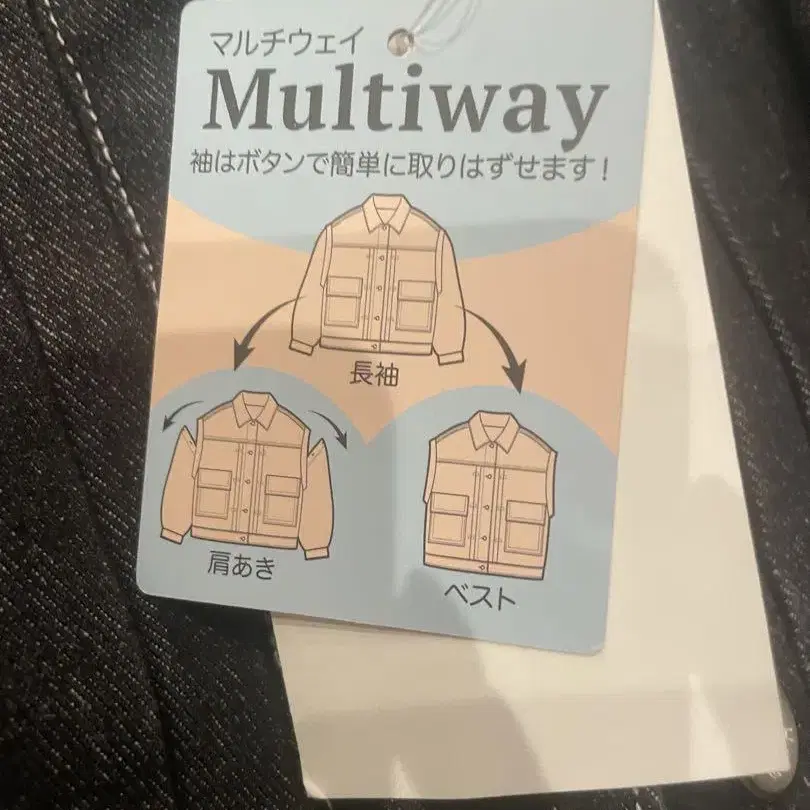 マルチウェイ
Multiway
袖はボタンで簡単に取りはずせます!
長袖
肩あき
ベスト